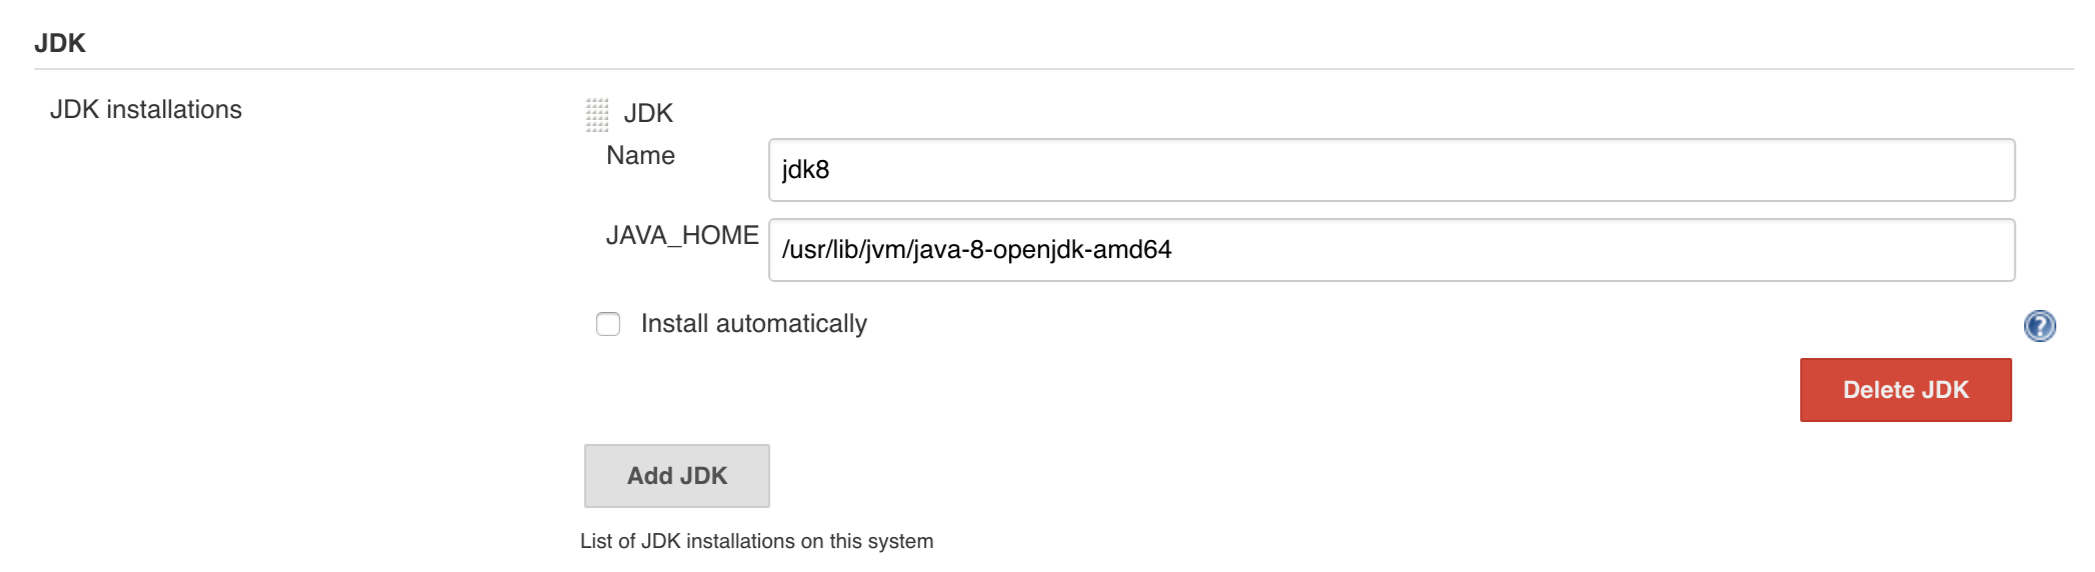 JDK
JDK installations
JDK
Name
jdk8
JAVA_HOME
/usr/lib/jvm/java-8-openjdk-amd64
Install automatically
?
Delete JDK
Add JDK
List of JDK installations on this system